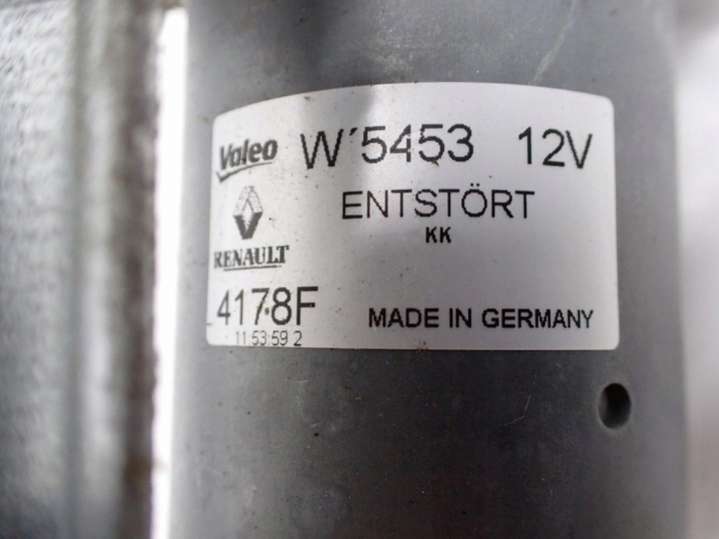 Valeo W'5453 12V
ENTSTÖRT
KK
RENAULT
4178F MADE IN GERMANY
11 53:59 2